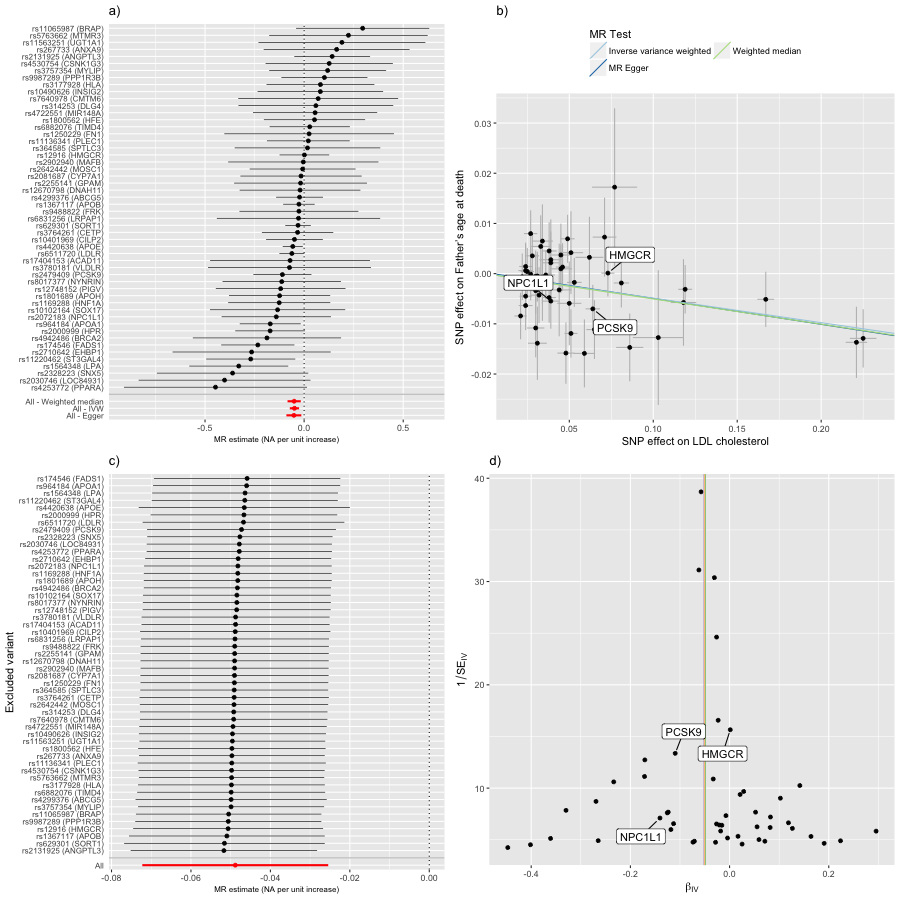 a)
rs11065987 (BRAP)
rs5763662 (MTMR3)
rs11563251 (UGT1A1)
rs267733 (ANXA9)
rs2131925 (ANGPTL3)
rs4530754 (CSNK1G3)
rs3757354 (MYLIP)
rs9987289 (PPP1R3B)
rs3177928 (HLA)
rs10490626 (INSIG2)
rs7640978 (CMTM6)
rs314253 (DLG4)
rs4722551 (MIR148A)
rs1800562 (HFE)
rs6882076 (TIMD4)
rs1250229 (FN1)
rs11136341 (PLEC1)
rs364585 (SPTLC3)
rs12916 (HMGCR)
rs2902940 (MAFB)
rs2642442 (MOSC1)
rs2081687 (CYP7A1)
rs2255141 (GPAM)
rs12670798 (DNAH11)
rs4299376 (ABCG5)
rs1367117 (APOB)
rs9488822 (FRK)
rs6831256 (LRPAP1)
rs629301 (SORT1)
rs3764261 (CETP)
rs10401969 (CILP2)
rs4420638 (APOE)
rs6511720 (LDLR)
rs17404153 (ACAD11)
rs3780181 (VLDLR)
rs2479409 (PCSK9)
rs8017377 (NYNRIN)
rs12748152 (PIGV)
rs1801689 (APOH)
rs1169288 (HNF1A)
rs10102164 (SOX17)
rs2072183 (NPC1L1)
rs964184 (APOA1)
rs2000999 (HPR)
rs4942486 (BRCA2)
rs174546 (FADS1)
rs2710642 (EHBP1)
rs11220462 (ST3GAL4)
rs1564348 (LPA)
rs2328223 (SNX5)
rs2030746 (LOC84931)
rs4253772 (PPARA)
All - Weighted median
All - IVW
All - Egger
-0.5 0.0 0.5
MR estimate (NA per unit increase)
b)
MR Test
Inverse variance weighted
Weighted median
MR Egger
SNP effect on Father's age at death
0.03
0.02
0.01
0.00
-0.01
-0.02
HMGCR
NPC1L1
PCSK9
0.05 0.10 0.15 0.20
SNP effect on LDL cholesterol
c)
Excluded variant
rs174546 (FADS1)
rs964184 (APOA1)
rs1564348 (LPA)
rs11220462 (ST3GAL4)
rs4420638 (APOE)
rs2000999 (HPR)
rs6511720 (LDLR)
rs2479409 (PCSK9)
rs2328223 (SNX5)
rs2030746 (LOC84931)
rs4253772 (PPARA)
rs2710642 (EHBP1)
rs2072183 (NPC1L1)
rs1169288 (HNF1A)
rs1801689 (APOH)
rs4942486 (BRCA2)
rs10102164 (SOX17)
rs8017377 (NYNRIN)
rs12748152 (PIGV)
rs3780181 (VLDLR)
rs17404153 (ACAD11)
rs10401969 (CILP2)
rs6831256 (LRPAP1)
rs9488822 (FRK)
rs2255141 (GPAM)
rs12670798 (DNAH11)
rs2902940 (MAFB)
rs2081687 (CYP7A1)
rs1250229 (FN1)
rs364585 (SPTLC3)
rs3764261 (CETP)
rs2642442 (MOSC1)
rs314253 (DLG4)
rs7640978 (CMTM6)
rs4722551 (MIR148A)
rs10490626 (INSIG2)
rs11563251 (UGT1A1)
rs1800562 (HFE)
rs267733 (ANXA9)
rs11136341 (PLEC1)
rs4530754 (CSNK1G3)
rs5763662 (MTMR3)
rs3177928 (HLA)
rs6882076 (TIMD4)
rs4299376 (ABCG5)
rs3757354 (MYLIP)
rs11065987 (BRAP)
rs9987289 (PPP1R3B)
rs12916 (HMGCR)
rs1367117 (APOB)
rs629301 (SORT1)
rs2131925 (ANGPTL3)
All
-0.08 -0.06 -0.04 -0.02 0.00
MR estimate (NA per unit increase)
d)
1/SE_IV
40
30
20
10
PCSK9
HMGCR
NPC1L1
-0.4 -0.2 0.0 0.2
β_IV